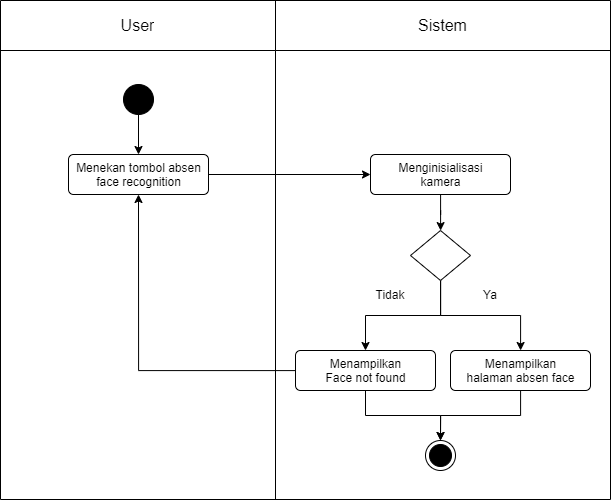 User
Sistem
Menekan tombol absen
face recognition
Menginisialisasi
kamera
Tidak
Ya
Menampilkan
Face not found
Menampilkan
halaman absen face